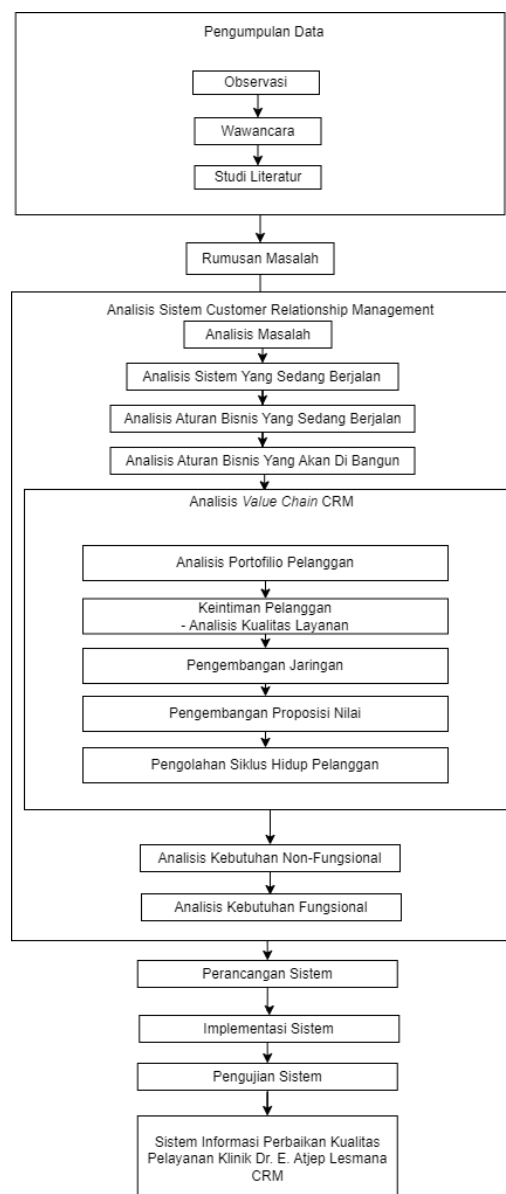 Pengumpulan Data
Observasi
Wawancara
Studi Literatur
Rumusan Masalah
Analisis Sistem Customer Relationship Management
Analisis Masalah
Analisis Sistem Yang Sedang Berjalan
Analisis Aturan Bisnis Yang Sedang Berjalan
Analisis Aturan Bisnis Yang Akan Di Bangun
Analisis Value Chain CRM
Analisis Portofilio Pelanggan
Keintiman Pelanggan
- Analisis Kualitas Layanan
Pengembangan Jaringan
Pengembangan Proposisi Nilai
Pengolahan Siklus Hidup Pelanggan
Analisis Kebutuhan Non-Fungsional
Analisis Kebutuhan Fungsional
Perancangan Sistem
Implementasi Sistem
Pengujian Sistem
Sistem Informasi Perbaikan Kualitas
Pelayanan Klinik Dr. E. Atjep Lesmana
CRM